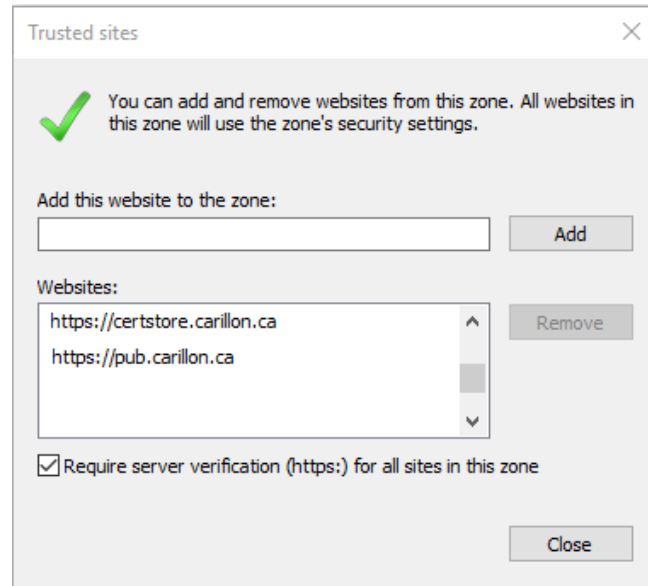 Trusted sites
You can add and remove websites from this zone. All websites in
this zone will use the zone's security settings.
Add this website to the zone:
Add
Websites:
https://certstore.carillon.ca
Remove
https://pub.carillon.ca
Require server verification (https:) for all sites in this zone
Close